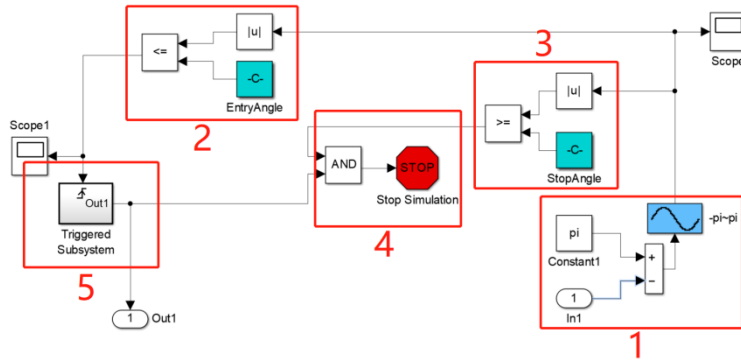 <=
|u|
-C-
EntryAngle
2
3
Scope
|u|
>=
-C-
StopAngle
Scope1
AND
STOP
Stop Simulation
4
Out1
Triggered
Subsystem
5
-pi~pi
pi
Constant1
+
−
1
In1
1
1
Out1